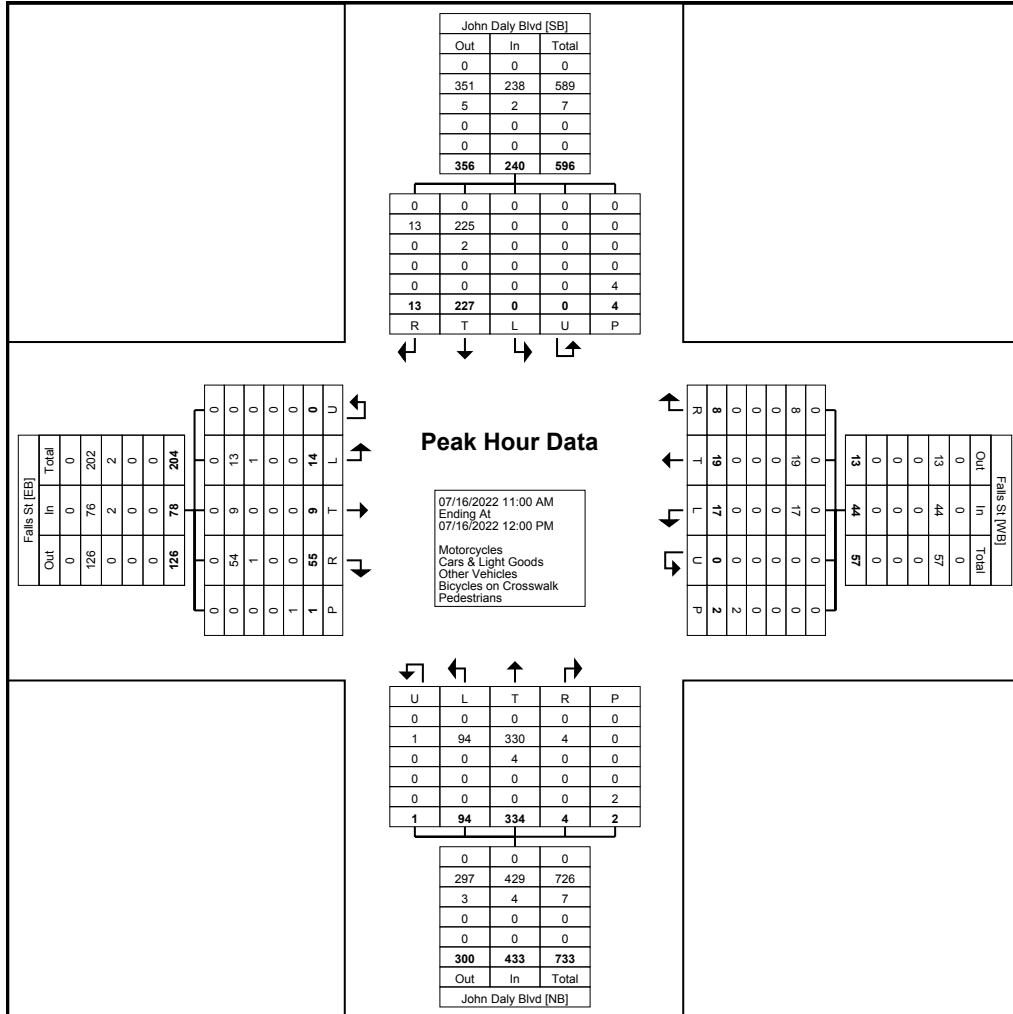 John Daly Blvd [SB]
Out In Total
0 0 0
351 238 589
5 2 7
0 0 0
0 0 0
356 240 596
0 0 0 0 0
13 225 0 0 0
0 2 0 0 0
0 0 0 0 0
0 0 0 0 4
13 227 0 0 4
R T L U P
Falls St [EB]
Total 0 202 2 0 0 204
In 0 76 2 0 0 78
Out 0 126 0 0 0 126
0 0 0 0 0 0 U
0 13 1 0 0 14 L
0 9 0 0 0 9 T
0 54 1 0 0 55 R
0 0 0 0 1 1 P
Peak Hour Data
07/16/2022 11:00 AM
Ending At
07/16/2022 12:00 PM
Motorcycles
Cars & Light Goods
Other Vehicles
Bicycles on Crosswalk
Pedestrians
R 8 0 0 0 8 0
T 19 0 0 0 19 0
L 17 0 0 0 17 0
U 0 0 0 0 0 0
P 2 2 0 0 0 0
13 0 0 0 13 0 Out
44 0 0 0 44 0 In
57 0 0 0 57 0 Total
Falls St [WB]
U L T R P
0 0 0 0 0
1 94 330 4 0
0 0 4 0 0
0 0 0 0 0
0 0 0 0 2
1 94 334 4 2
0 0 0
297 429 726
3 4 7
0 0 0
0 0 0
300 433 733
Out In Total
John Daly Blvd [NB]